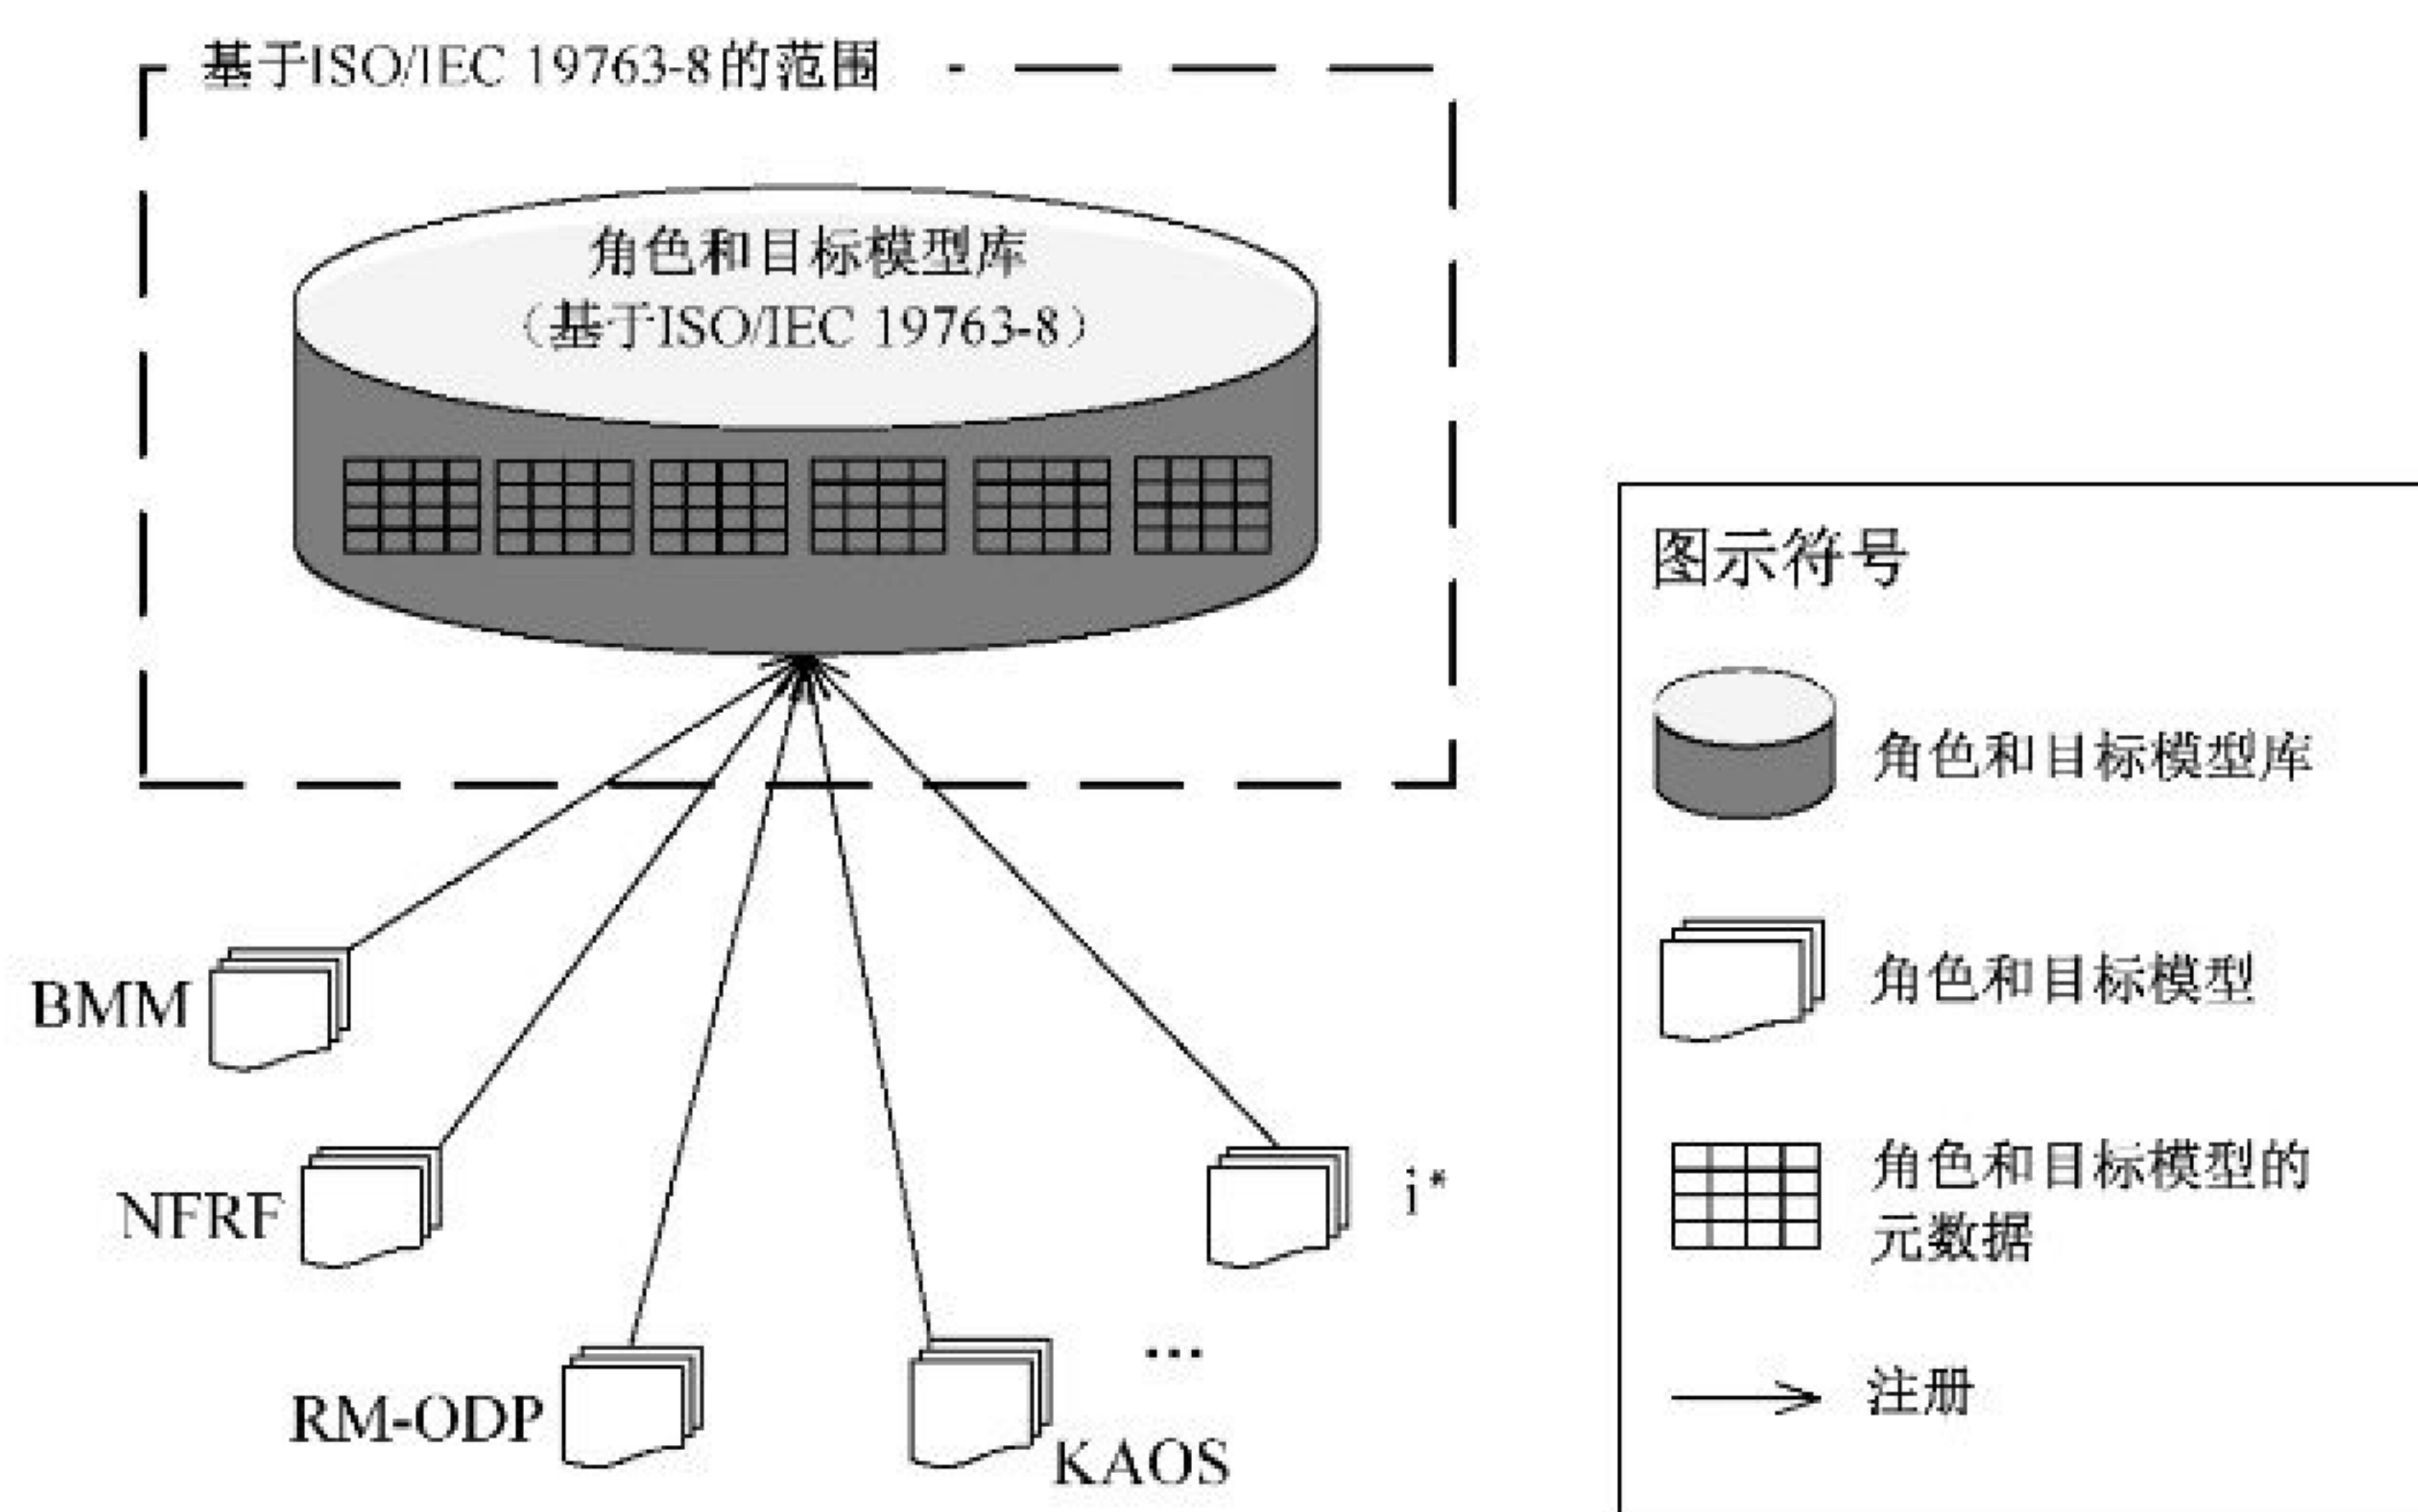 基于ISO/IEC 19763-8的范围
角色和目标模型库
（基于ISO/IEC 19763-8）
BMM
NFRF
RM-ODP
KAOS
...
i*
图示符号
角色和目标模型库
角色和目标模型
角色和目标模型的
元数据
注册